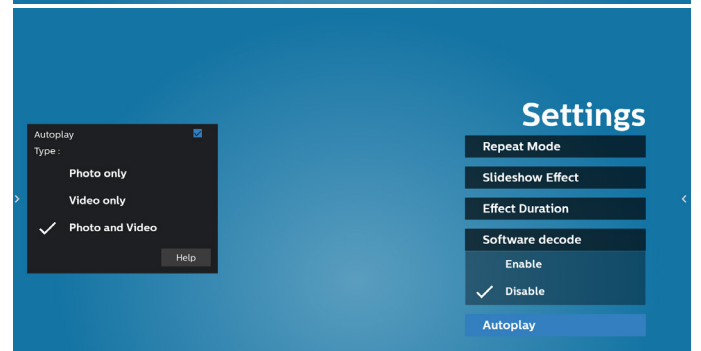 Settings
Autoplay
Type :
Photo only
Video only
Photo and Video
Help
Repeat Mode
Slideshow Effect
Effect Duration
Software decode
Enable
Disable
Autoplay